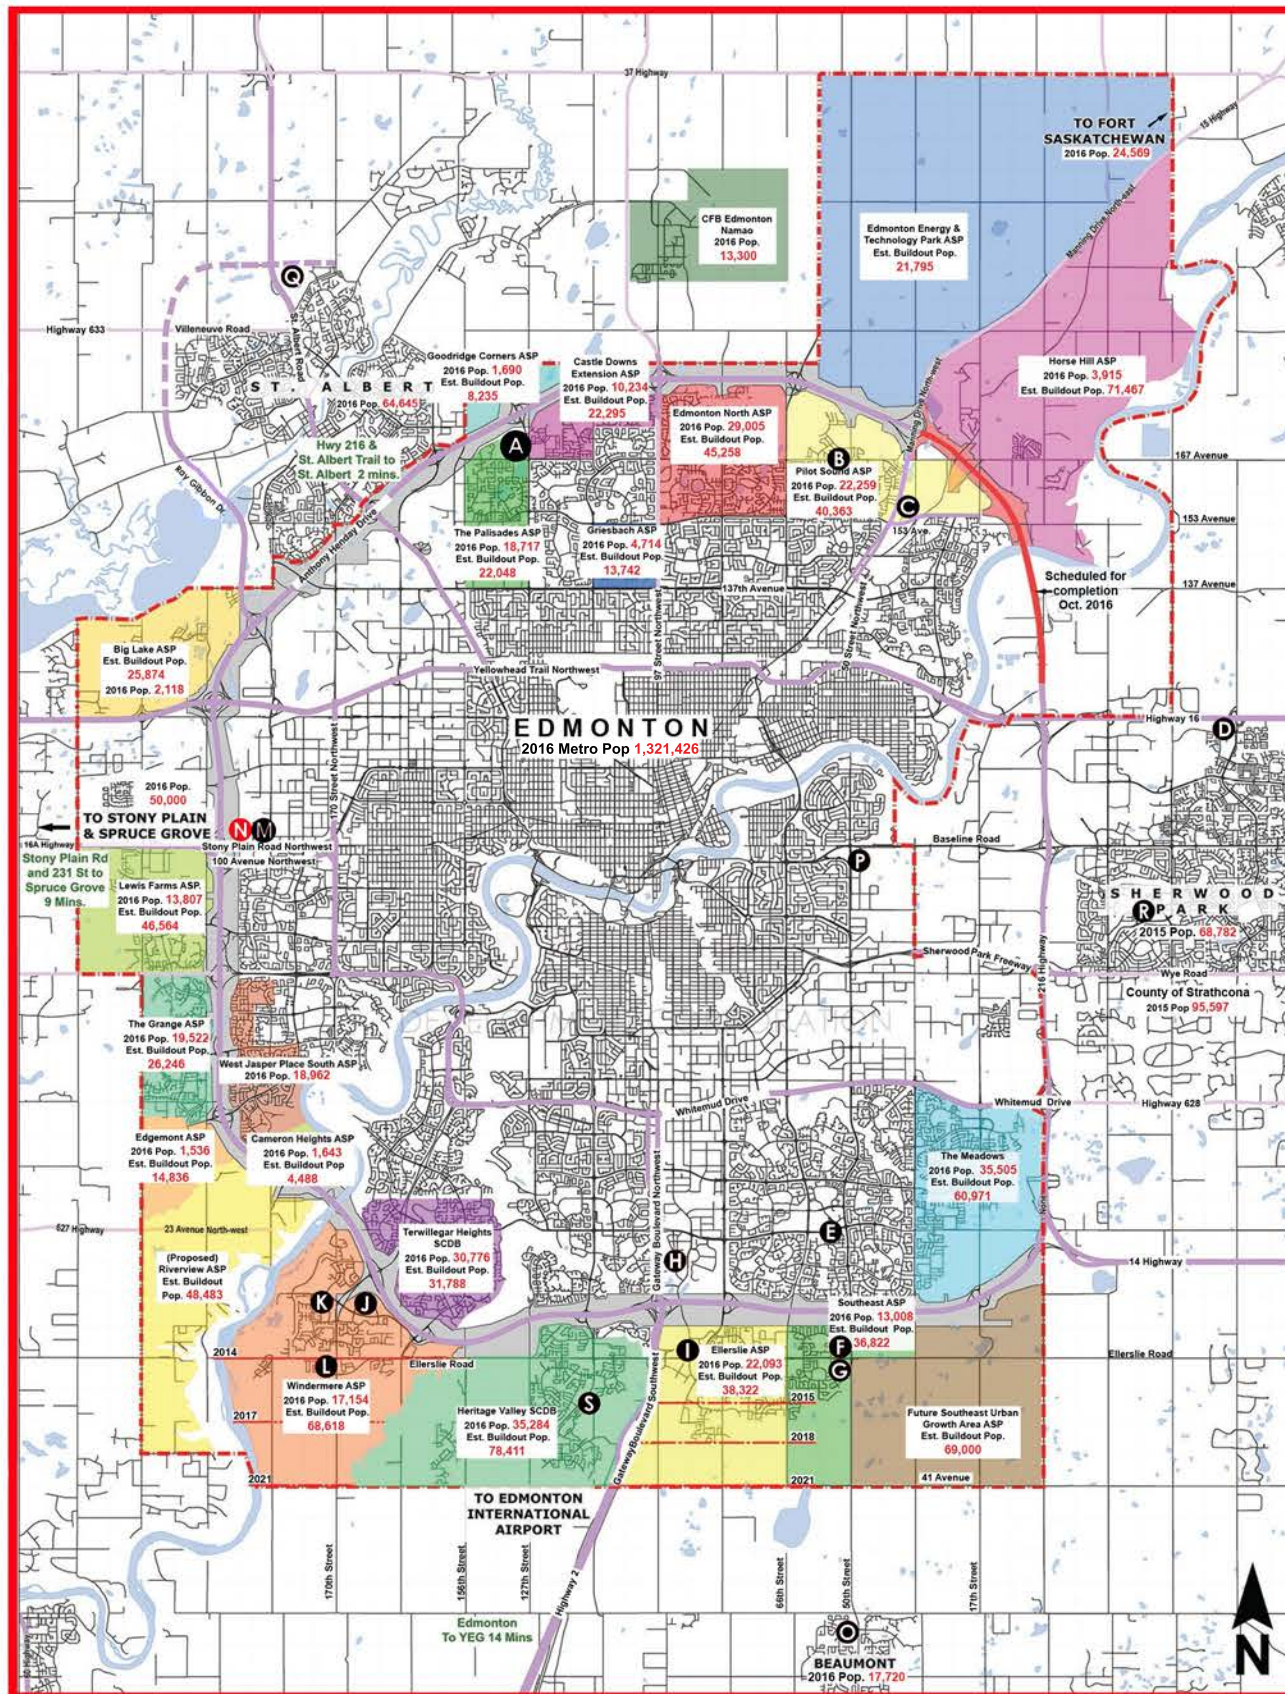 37 Highway
15 Highway
TO FORT
SASKATCHEWAN
2016 Pop. 24,569
Manning Drive North-east
CFB Edmonton
Namao
2016 Pop.
13,300
Edmonton Energy &
Technology Park ASP
Est. Buildout Pop.
21,795
Q
St. Albert Road
Highway 633
Villeneuve Road
ST. ALBERT
2016 Pop. 64,645
Goodridge Corners ASP
2016 Pop. 1,690
Est. Buildout Pop.
8,235
Castle Downs
Extension ASP
2016 Pop. 10,234
Est. Buildout Pop.
22,295
Manning Drive North-west
Horse Hill ASP
2016 Pop. 3,915
Est. Buildout Pop. 71,467
Edmonton North ASP
2016 Pop. 29,005
Est. Buildout Pop.
45,258
Hwy 216 &
St. Albert Trail to
St. Albert 2 mins.
A
B
Pilot Sound ASP
2016 Pop. 22,259
Est. Buildout Pop.
40,363
C
153 Ave.
167 Avenue
153 Avenue
137 Avenue
Ray Gibbon Dr
Anthony Henday Drive
The Palisades ASP
2016 Pop. 18,717
Est. Buildout Pop.
22,048
Griesbach ASP
2016 Pop. 4,714
Est. Buildout Pop.
13,742
137th Avenue
97 Street Northwest
50 Street Northwest
Scheduled for
completion
Oct. 2016
Big Lake ASP
Est. Buildout Pop.
25,874
2016 Pop. 2,118
Yellowhead Trail Northwest
EDMONTON
2016 Metro Pop 1,321,426
Highway 16
D
170 Street Northwest
2016 Pop.
50,000
TO STONY PLAIN
& SPRUCE GROVE
N
M
16A Highway
Stony Plain Road Northwest
100 Avenue Northwest
Stony Plain Rd
and 231 St to
Spruce Grove
9 Mins.
Lewis Farms ASP.
2016 Pop. 13,807
Est. Buildout Pop.
46,564
Baseline Road
P
SHERWOOD
R
PARK
2015 Pop. 68,782
Sherwood Park Freeway
216 Highway
Wye Road
County of Strathcona
2015 Pop 95,597
The Grange ASP
2016 Pop. 19,522
Est. Buildout Pop.
26,246
West Jasper Place South ASP
2016 Pop. 18,962
Whitemud Drive
Whitemud Drive
Highway 628
Edgemont ASP
2016 Pop. 1,536
Est. Buildout Pop.
14,836
Cameron Heights ASP
2016 Pop. 1,643
Est. Buildout Pop
4,488
The Meadows
2016 Pop. 35,505
Est. Buildout Pop.
60,971
Gateway Boulevard Northwest
627 Highway
23 Avenue North-west
Terwillegar Heights
SCDB
2016 Pop. 30,776
Est. Buildout Pop.
31,788
E
H
14 Highway
(Proposed)
Riverview ASP
Est. Buildout
Pop. 48,483
K
J
Southeast ASP
2016 Pop. 13,008
Est. Buildout Pop.
36,822
F
G
2014
Ellerslie Road
I
Ellerslie ASP
2016 Pop. 22,093
Est. Buildout Pop.
38,322
Ellerslie Road
L
Windermere ASP
2016 Pop. 17,154
Est. Buildout Pop.
68,618
2017
S
Heritage Valley SCDB
2016 Pop. 35,284
Est. Buildout Pop.
78,411
Gateway Boulevard Southwest
2015
2018
Future Southeast Urban
Growth Area ASP
Est. Buildout Pop.
69,000
2021
2021
41 Avenue
TO EDMONTON
INTERNATIONAL
AIRPORT
170th Street
156th Street
127th Street
Highway 2
66th Street
50th Street
17th Street
Edmonton
To YEG 14 Mins
BEAUMONT
2016 Pop. 17,720
N